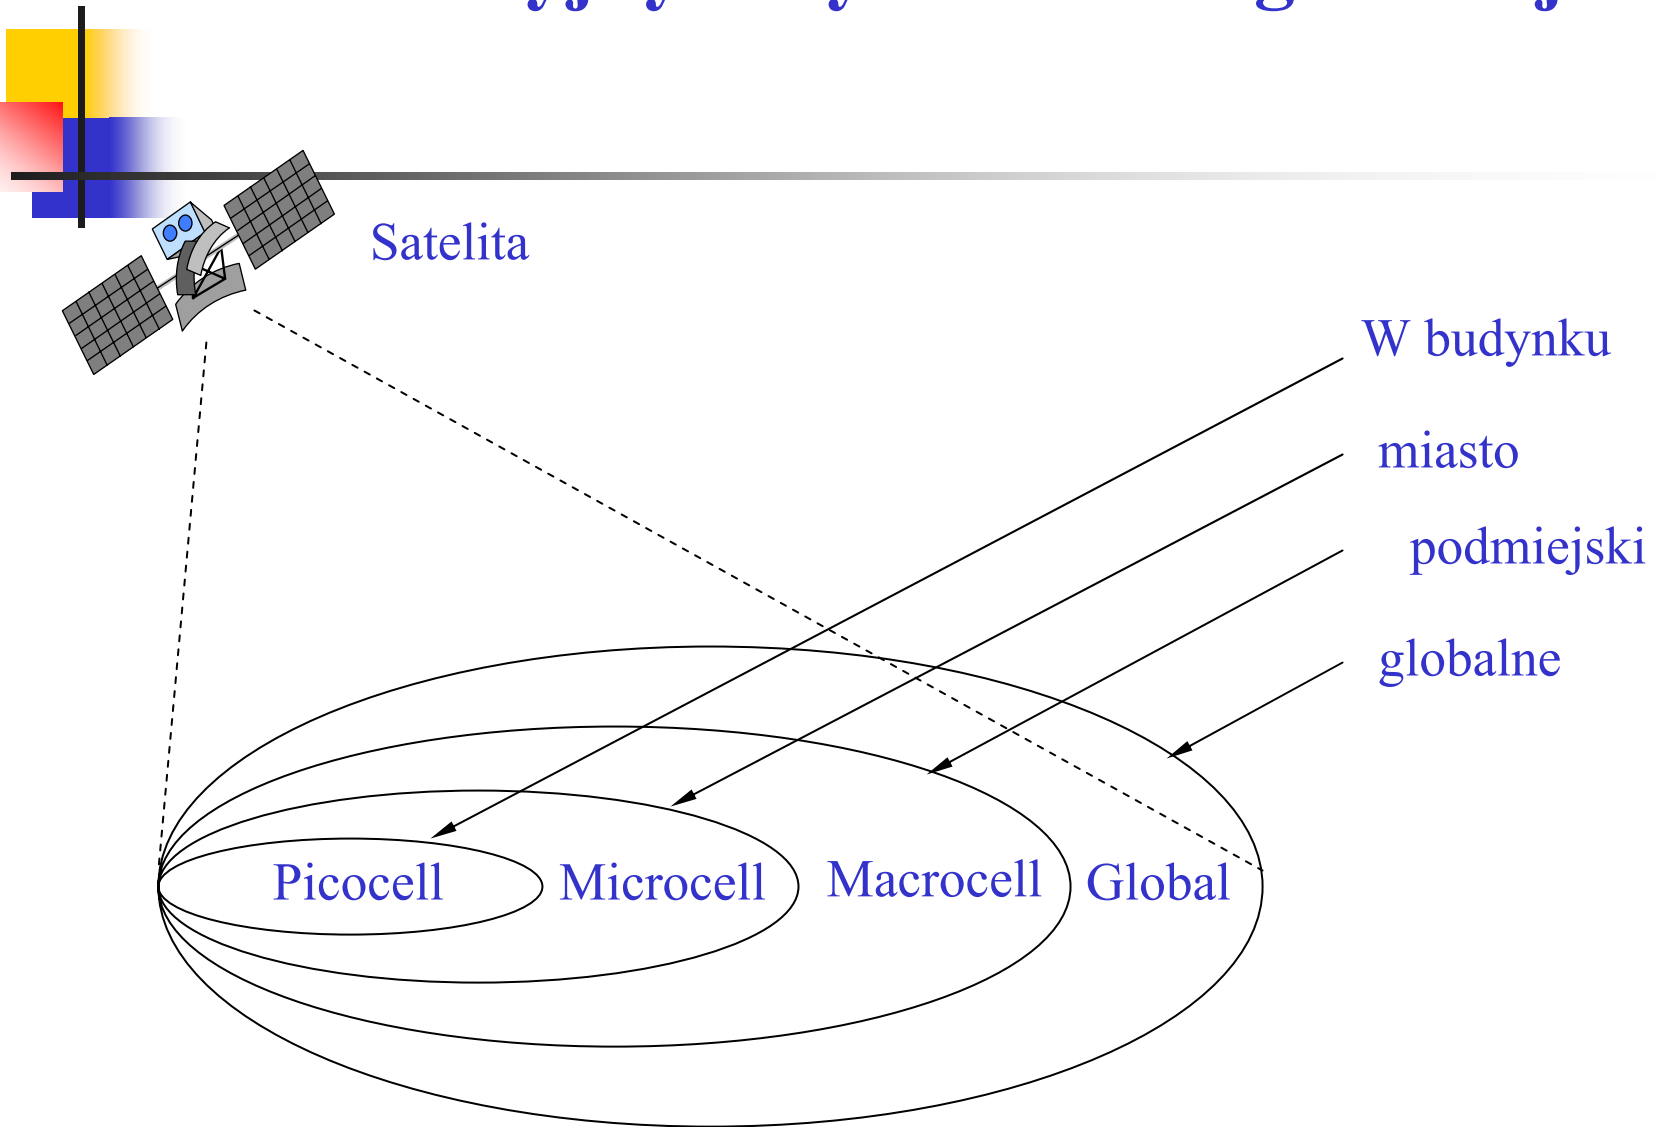 Satelita
W budynku
miasto
podmiejski
globalne
Picocell Microcell Macrocell Global